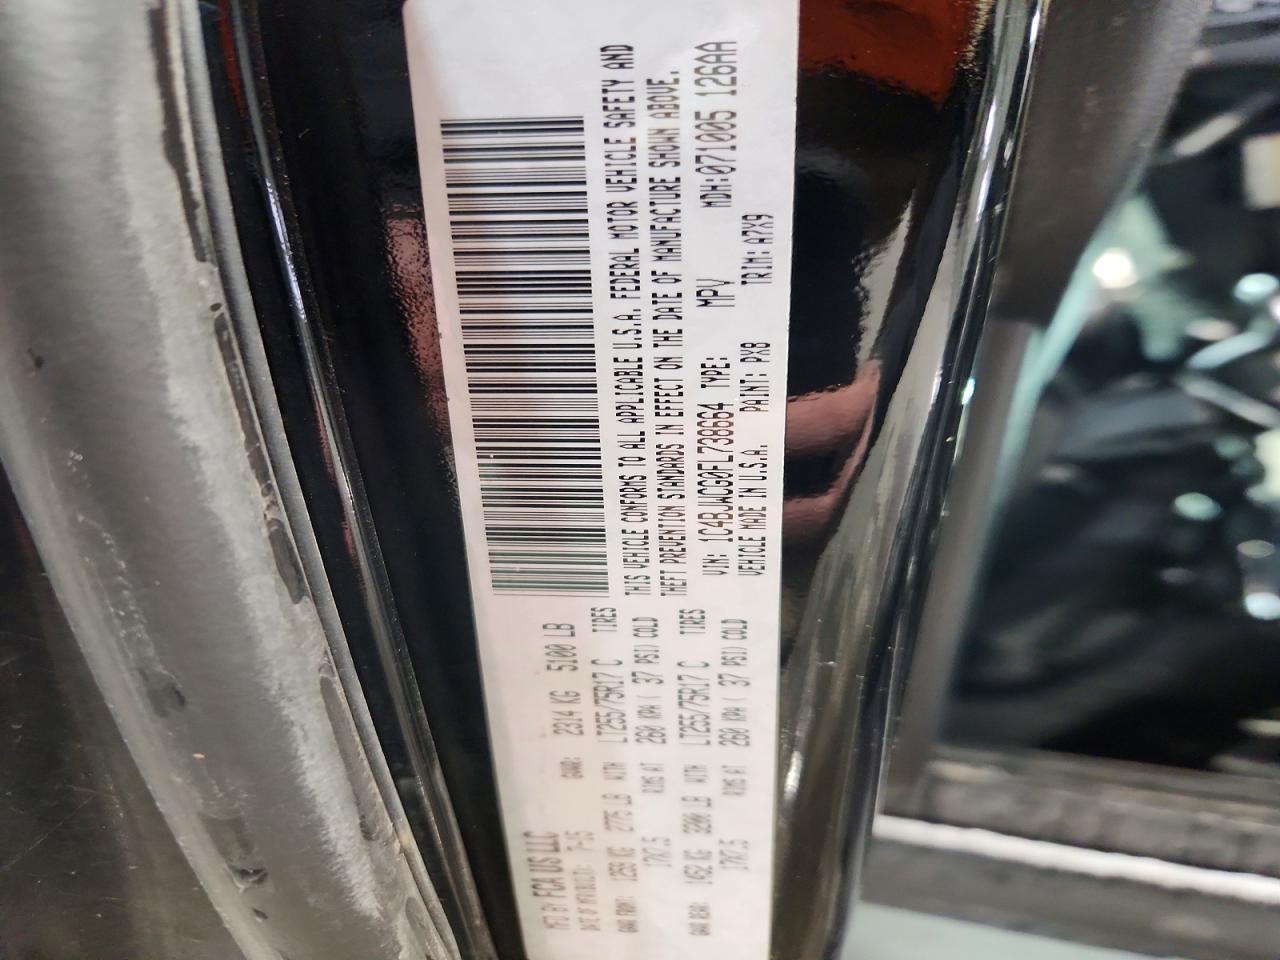 MFD BY FCA US LLC
DATE OF MFR(BUILT): 7-15 GVWR: 2314 KG 5100 LB
GAWR FRONT: 1259 KG 2775 LB WITH LT255/75R17 C TIRES
17X7.5 RIMS AT 260 KPA ( 37 PSI) COLD
GAWR REAR: 1452 KG 3200 LB WITH LT255/75R17 C TIRES
17X7.5 RIMS AT 260 KPA ( 37 PSI) COLD
THIS VEHICLE CONFORMS TO ALL APPLICABLE U.S.A. FEDERAL MOTOR VEHICLE SAFETY AND
THEFT PREVENTION STANDARDS IN EFFECT ON THE DATE OF MANUFACTURE SHOWN ABOVE.
VIN: 1C4BJACG0FL738664 TYPE: MPV MDH:071005 126AA
VEHICLE MADE IN U.S.A. PAINT: PX8 TRIM: A7X9